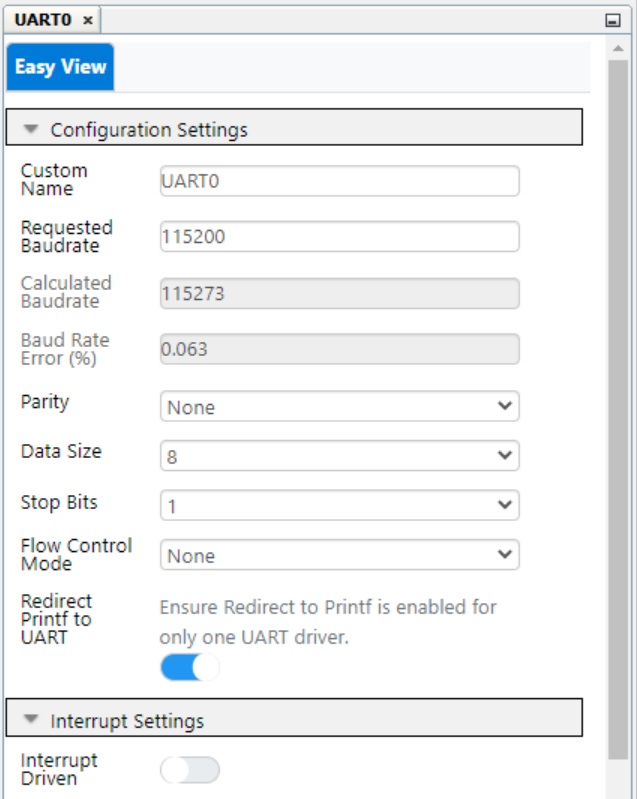 UART0 ×
Easy View
Configuration Settings
Custom
Name
UART0
Requested
Baudrate
115200
Calculated
Baudrate
115273
Baud Rate
Error (%)
0.063
Parity
None
Data Size
8
Stop Bits
1
Flow Control
Mode
None
Redirect
Printf to
UART
Ensure Redirect to Printf is enabled for
only one UART driver.
Interrupt Settings
Interrupt
Driven